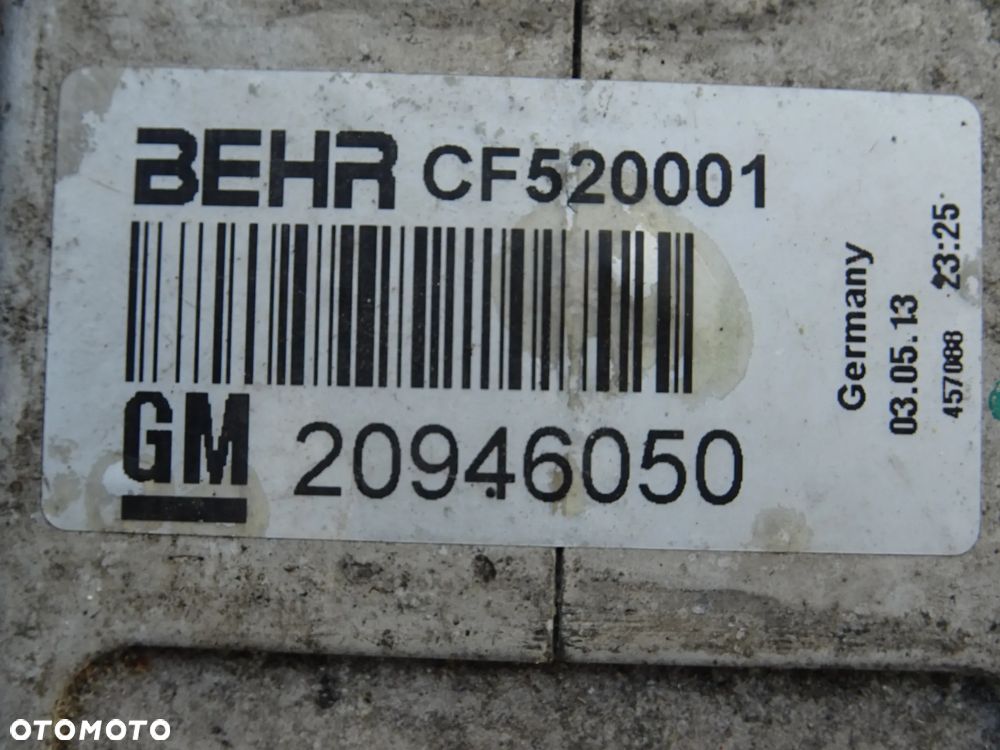 BEHR CF520001
GM 20946050
Germany
03.05.13 23:25
457088
OTOMOTO